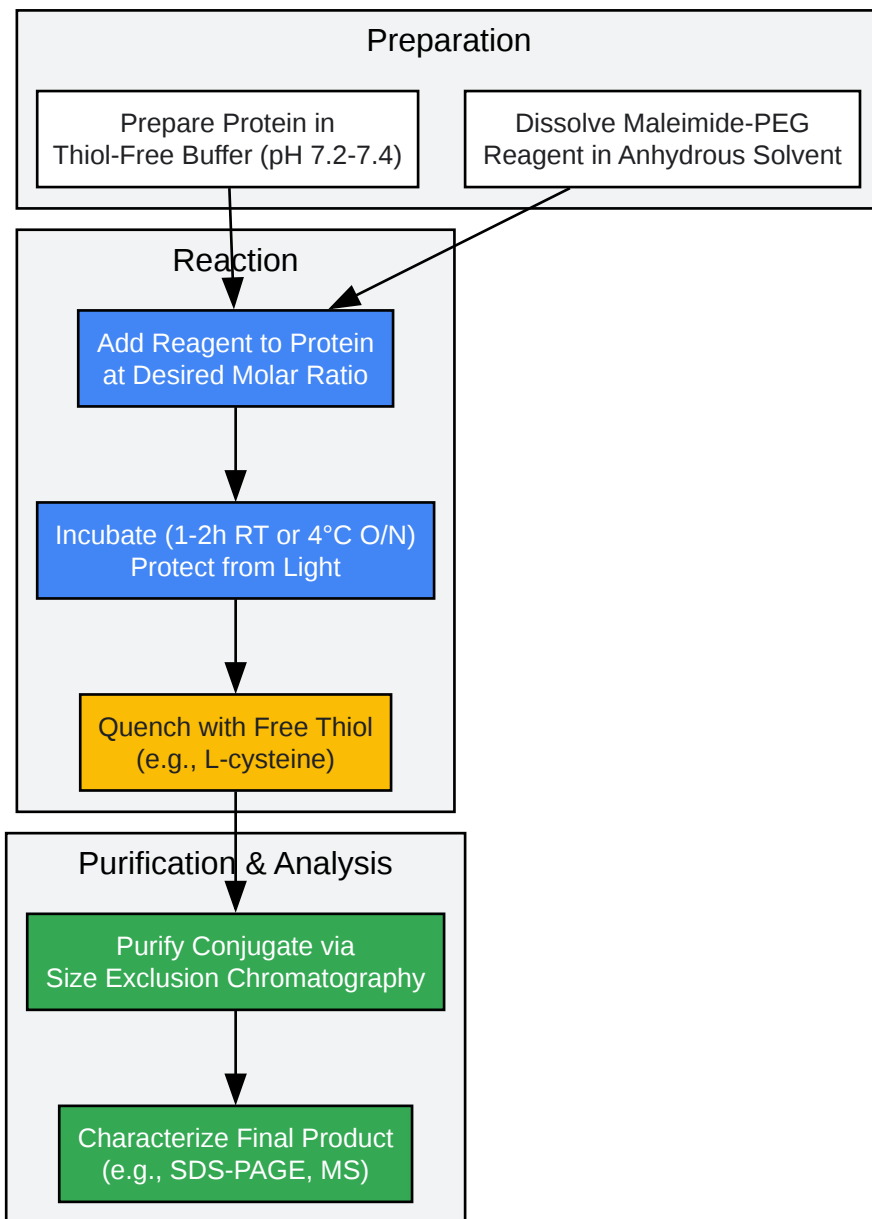 Preparation
Prepare Protein in
Thiol-Free Buffer (pH 7.2-7.4)
Dissolve Maleimide-PEG
Reagent in Anhydrous Solvent
Reaction
Add Reagent to Protein
at Desired Molar Ratio
Incubate (1-2h RT or 4°C O/N)
Protect from Light
Quench with Free Thiol
(e.g., L-cysteine)
Purification & Analysis
Purify Conjugate via
Size Exclusion Chromatography
Characterize Final Product
(e.g., SDS-PAGE, MS)